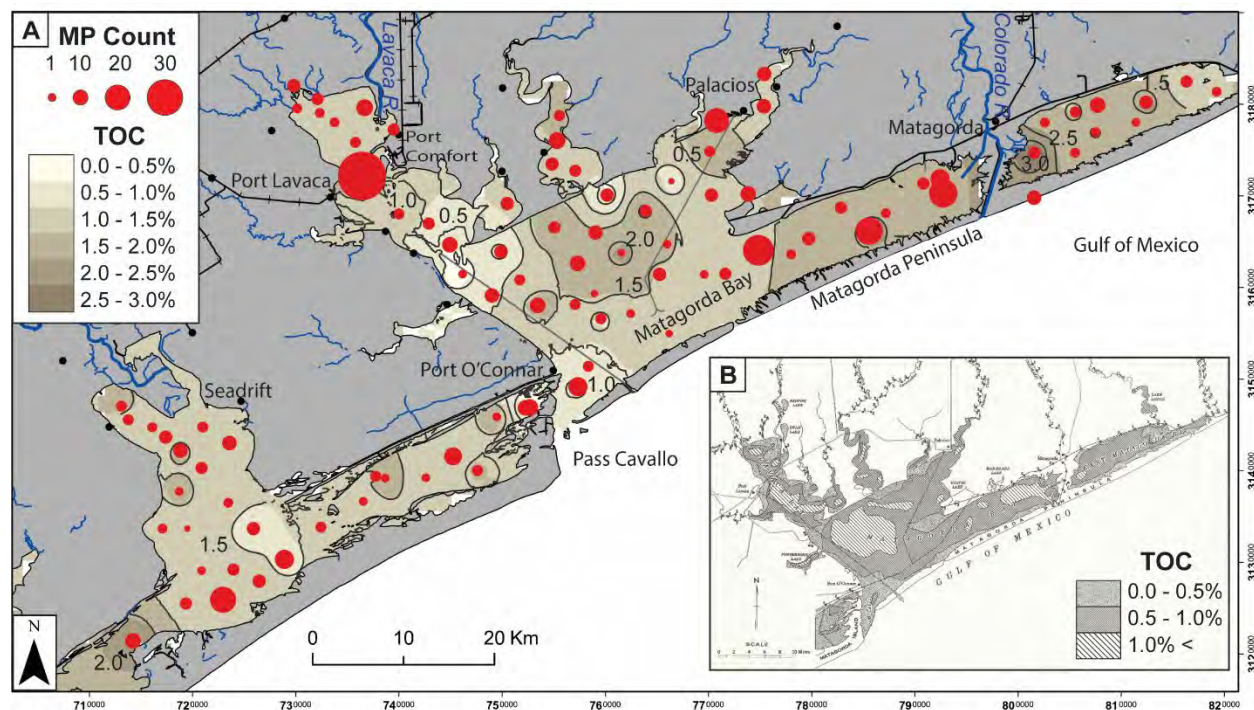 A
MP Count
1 10 20 30
TOC
0.0 - 0.5%
0.5 - 1.0%
1.0 - 1.5%
1.5 - 2.0%
2.0 - 2.5%
2.5 - 3.0%
Lavaca R.
Port
Comfort
Port Lavaca
1.0
0.5
Palacios
0.5
Colorado R.
Matagorda
.5
2.5
3.0
2.0
1.5
Matagorda Bay
Matagorda Peninsula
Gulf of Mexico
Port O'Connar
1.0
Pass Cavallo
Seadrift
1.5
2.0
N
0 10 20 Km
710000 720000 730000 740000 750000 760000 770000 780000 790000 800000 810000 820000
3180000
3170000
3160000
3150000
3140000
3130000
3120000
B
GULF OF MEXICO
MATAGORDA PENINSULA
MATAGORDA
ISLAND
N
SCALE
TOC
0.0 - 0.5%
0.5 - 1.0%
1.0% <